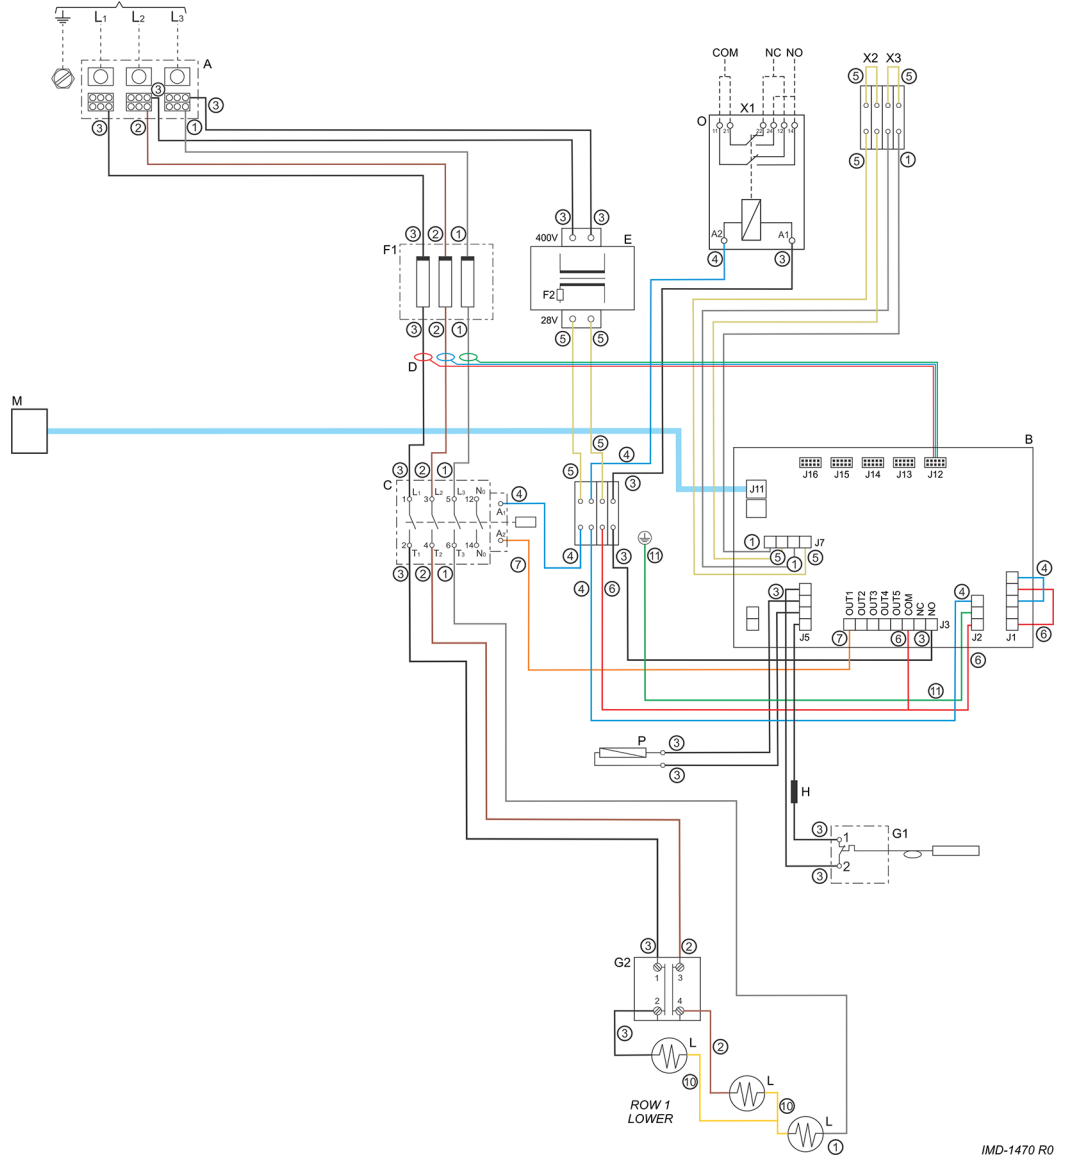 L1 L2 L3
A
3 3
3 2 1
COM NC NO
X1
O
11 21 22 24 12 14
A2 A1
4 3
X2 X3
5 5
5 1
3 3
400V E
F2
28V
5 5
3 2 1
F1
3 2 1
D
M
B
J16 J15 J14 J13 J12
J11
1 J7
5 1 5
5 4
5 3
3 2 1
C
L1 L2 L3 N0
1 3 5 12
4
A1
A2
2 4 6 14
T1 T2 T3 N0
7
3 2 1
4 3 11
4 6
3
J5
OUT1
OUT2
OUT3
OUT4
OUT5
COM
NC
NO
J3
7 6 3
4
J2
6
4
J1
6
11
P 3
3
H
3 G1
1
2
3
3 2
G2
1 3
2 4
3
L 2
10 L
10
L
1
ROW 1
LOWER
IMD-1470 R0